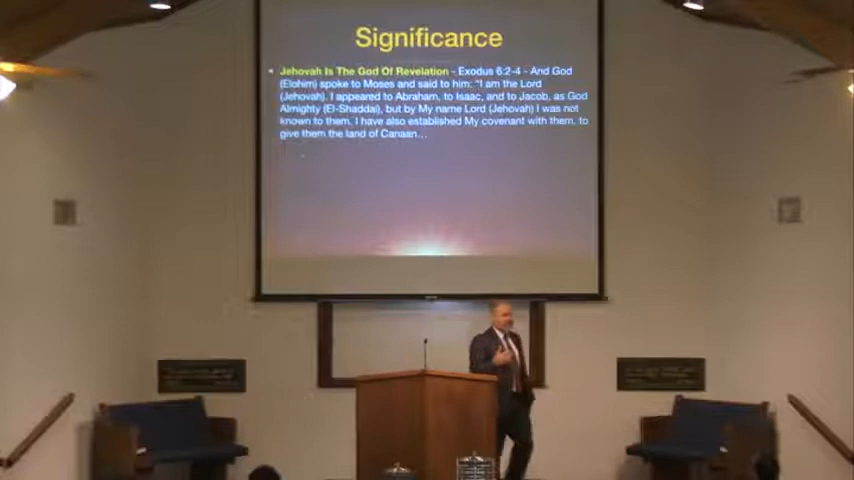 Significance
Jehovah Is The God Of Revelation - Exodus 6:2-4 - And God
(Elohim) spoke to Moses and said to him: "I am the Lord
(Jehovah). I appeared to Abraham, to Isaac, and to Jacob, as God
Almighty (El-Shaddai), but by My name Lord (Jehovah) I was not
known to them. I have also established My covenant with them, to
give them the land of Canaan…